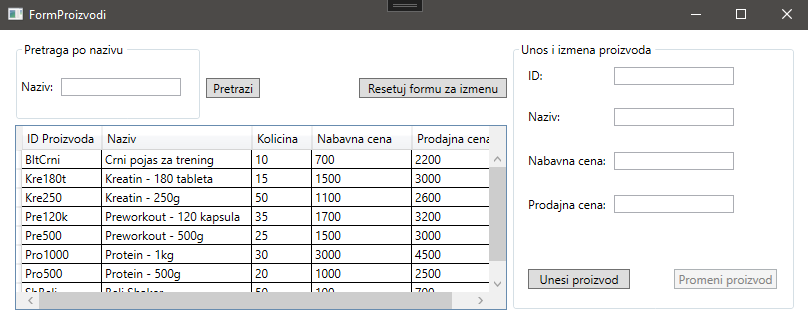 FormProizvodi
Pretraga po nazivu
Naziv:
Pretrazi
Resetuj formu za izmenu
ID Proizvoda Naziv Kolicina Nabavna cena Prodajna cena
BltCrni Crni pojas za trening 10 700 2200
Kre180t Kreatin - 180 tableta 15 1500 3000
Kre250 Kreatin - 250g 50 1100 2600
Pre120k Preworkout - 120 kapsula 35 1700 3200
Pre500 Preworkout - 500g 25 1500 3000
Pro1000 Protein - 1kg 30 3000 4500
Pro500 Protein - 500g 20 1000 2500
ShBeli Beli Shaker 50 100 700
Unos i izmena proizvoda
ID:
Naziv:
Nabavna cena:
Prodajna cena:
Unesi proizvod
Promeni proizvod